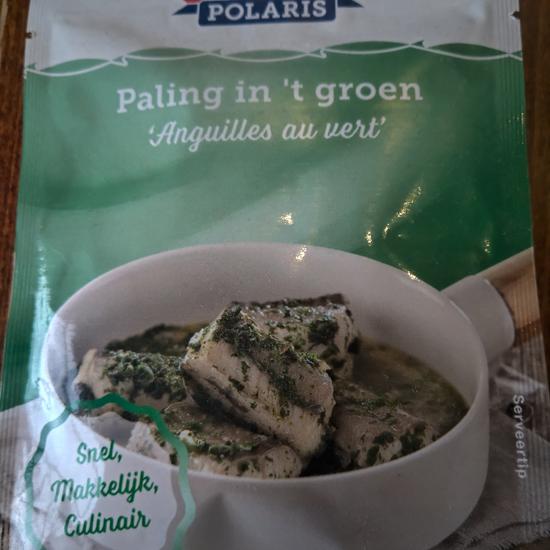 POLARIS
Paling in 't groen
'Anguilles au vert'
Snel,
Makkelijk,
Culinair
Serveertip